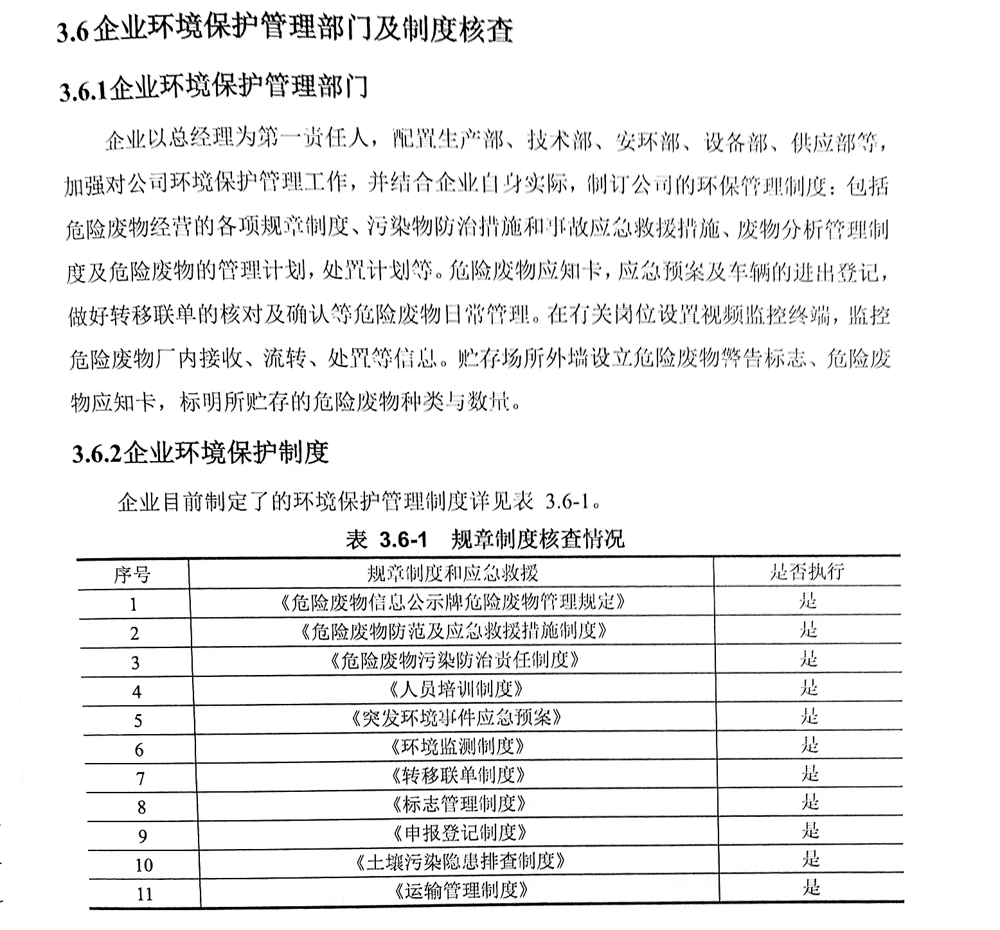 3.6企业环境保护管理部门及制度核查
3.6.1企业环境保护管理部门
企业以总经理为第一责任人，配置生产部、技术部、安环部、设备部、供应部等，
加强对公司环境保护管理工作，并结合企业自身实际，制订公司的环保管理制度：包括
危险废物经营的各项规章制度、污染物防治措施和事故应急救援措施、废物分析管理制
度及危险废物的管理计划，处置计划等。危险废物应知卡，应急预案及车辆的进出登记，
做好转移联单的核对及确认等危险废物日常管理。在有关岗位设置视频监控终端，监控
危险废物厂内接收、流转、处置等信息。贮存场所外墙设立危险废物警告标志、危险废
物应知卡，标明所贮存的危险废物种类与数量。
3.6.2企业环境保护制度
企业目前制定了的环境保护管理制度详见表 3.6-1。
表 3.6-1 规章制度核查情况
序号 规章制度和应急救援 是否执行
1 《危险废物信息公示牌危险废物管理规定》 是
2 《危险废物防范及应急救援措施制度》 是
3 《危险废物污染防治责任制度》 是
4 《人员培训制度》 是
5 《突发环境事件应急预案》 是
6 《环境监测制度》 是
7 《转移联单制度》 是
8 《标志管理制度》 是
9 《申报登记制度》 是
10 《土壤污染隐患排查制度》 是
11 《运输管理制度》 是